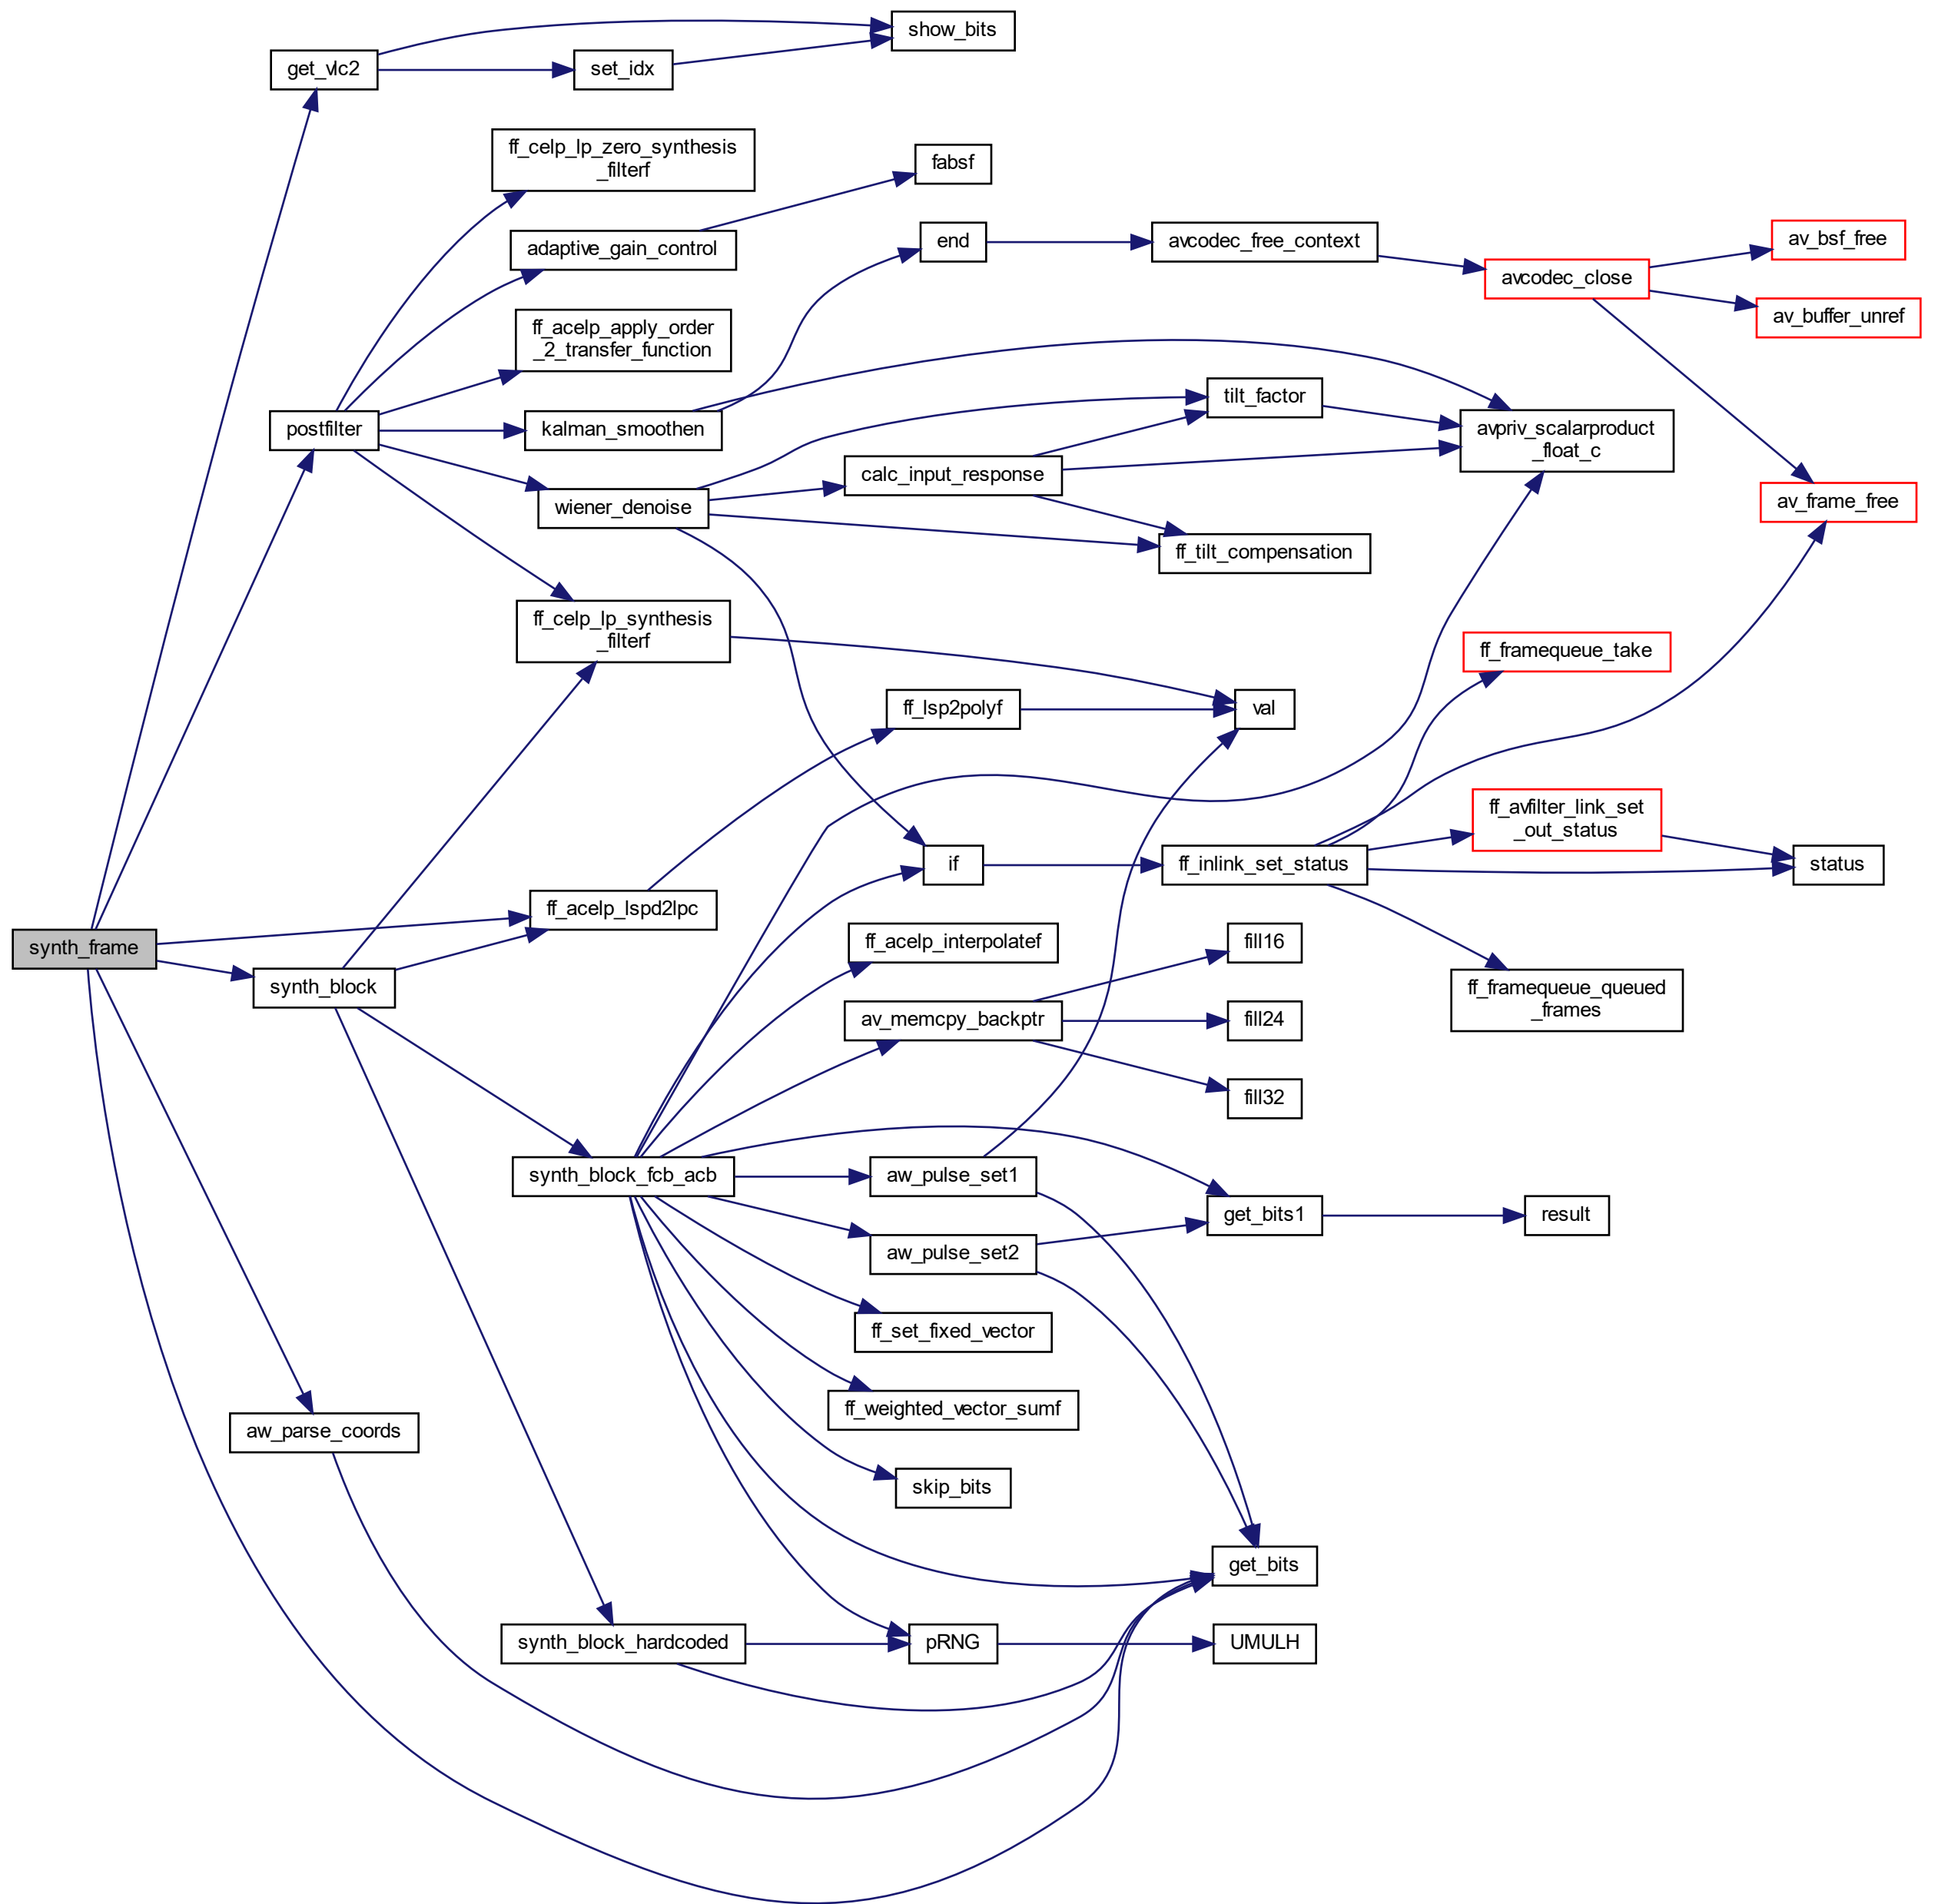 show_bits
get_vlc2
set_idx
ff_celp_lp_zero_synthesis
_filterf
fabsf
adaptive_gain_control
end
avcodec_free_context
av_bsf_free
avcodec_close
av_buffer_unref
ff_acelp_apply_order
_2_transfer_function
tilt_factor
postfilter
kalman_smoothen
avpriv_scalarproduct
_float_c
calc_input_response
wiener_denoise
av_frame_free
ff_tilt_compensation
ff_celp_lp_synthesis
_filterf
ff_framequeue_take
ff_lsp2polyf
val
ff_avfilter_link_set
_out_status
if
ff_inlink_set_status
status
ff_acelp_lspd2lpc
synth_frame
ff_acelp_interpolatef
fill16
synth_block
ff_framequeue_queued
_frames
av_memcpy_backptr
fill24
fill32
synth_block_fcb_acb
aw_pulse_set1
get_bits1
result
aw_pulse_set2
ff_set_fixed_vector
ff_weighted_vector_sumf
aw_parse_coords
skip_bits
get_bits
synth_block_hardcoded
pRNG
UMULH